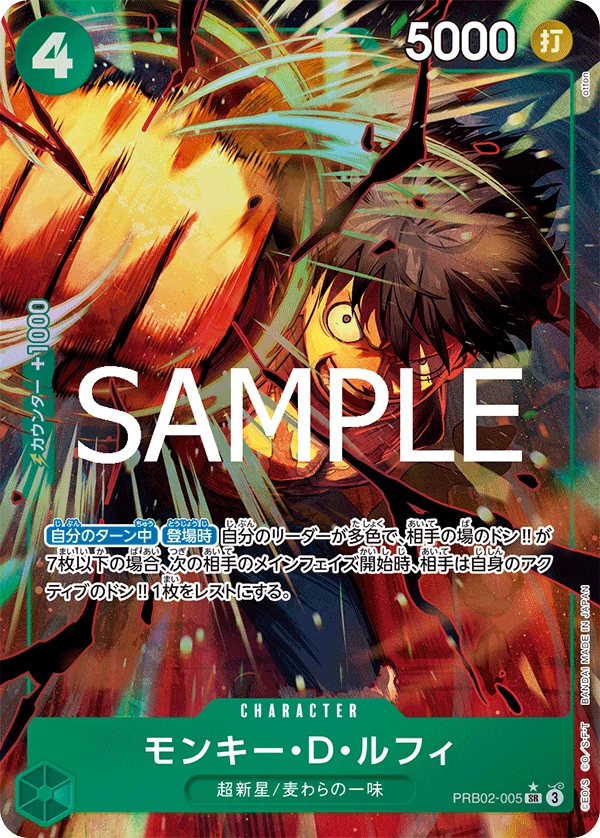 4
5000
打
otton
カウンター +1000
SAMPLE
自分のターン中 登場時 自分のリーダーが多色で、相手の場のドン!!が
7枚以下の場合、次の相手のメインフェイズ開始時、相手は自身のアク
ティブのドン!!1枚をレストにする。
CHARACTER
モンキー・D・ルフィ
超新星/麦わらの一味
PRB02-005 SR 3
©E.O/S. ©O./S・F・T BANDAI MADE IN JAPAN